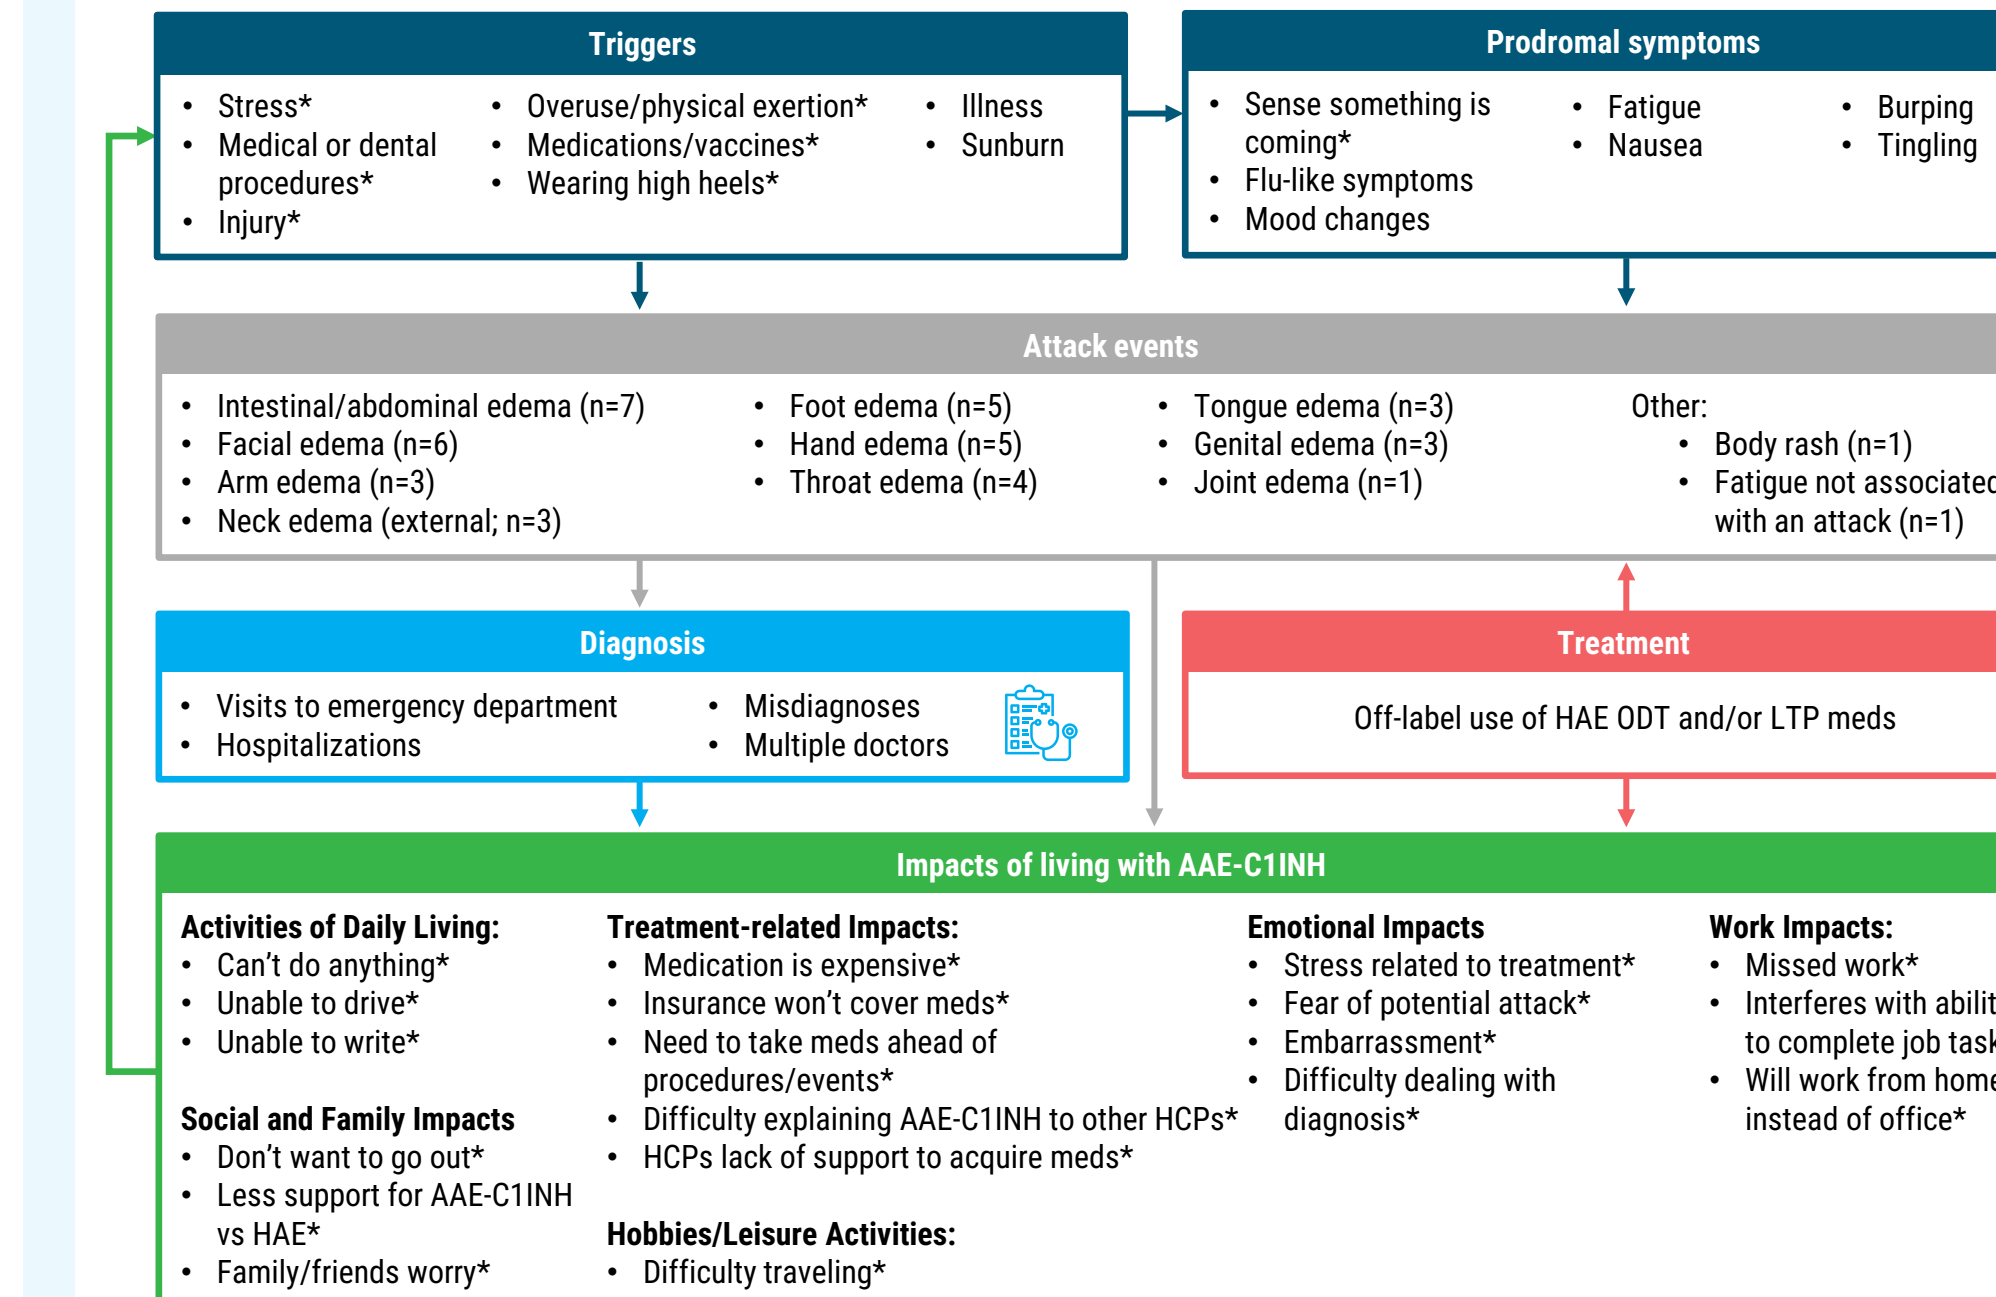 Triggers
• Stress*
• Medical or dental
procedures*
• Injury*
• Overuse/physical exertion*
• Medications/vaccines*
• Wearing high heels*
• Illness
• Sunburn
Prodromal symptoms
• Sense something is
coming*
• Flu-like symptoms
• Mood changes
• Fatigue
• Nausea
• Burping
• Tingling
Attack events
• Intestinal/abdominal edema (n=7)
• Facial edema (n=6)
• Arm edema (n=3)
• Neck edema (external; n=3)
• Foot edema (n=5)
• Hand edema (n=5)
• Throat edema (n=4)
• Tongue edema (n=3)
• Genital edema (n=3)
• Joint edema (n=1)
Other:
• Body rash (n=1)
• Fatigue not associated
with an attack (n=1)
Diagnosis
• Visits to emergency department
• Hospitalizations
• Misdiagnoses
• Multiple doctors
Treatment
Off-label use of HAE ODT and/or LTP meds
Impacts of living with AAE-C1INH
Activities of Daily Living:
• Can't do anything*
• Unable to drive*
• Unable to write*
Social and Family Impacts
• Don't want to go out*
• Less support for AAE-C1INH
vs HAE*
• Family/friends worry*
Treatment-related Impacts:
• Medication is expensive*
• Insurance won't cover meds*
• Need to take meds ahead of
procedures/events*
• Difficulty explaining AAE-C1INH to other HCPs*
• HCPs lack of support to acquire meds*
Hobbies/Leisure Activities:
• Difficulty traveling*
Emotional Impacts
• Stress related to treatment*
• Fear of potential attack*
• Embarrassment*
• Difficulty dealing with
diagnosis*
Work Impacts:
• Missed work*
• Interferes with
to complete job
• Will work from home
instead of office*